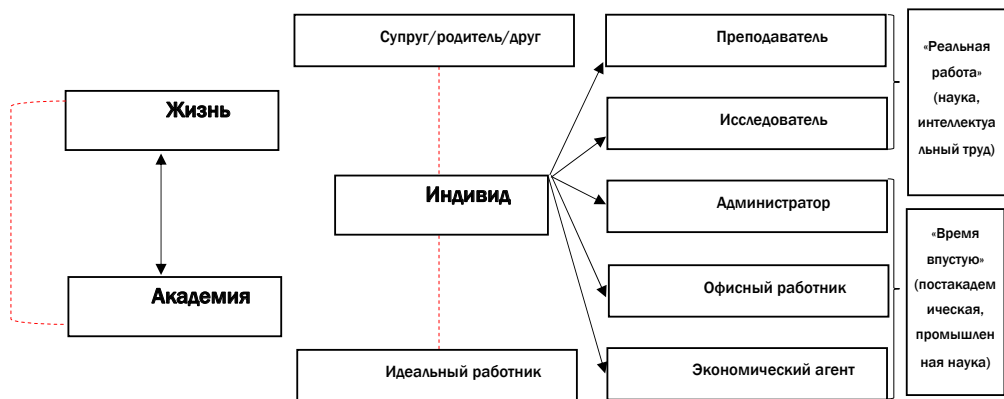 Жизнь
Академия
Супруг/родитель/друг
Индивид
Идеальный работник
Преподаватель
Исследователь
Администратор
Офисный работник
Экономический агент
«Реальная
работа»
(наука,
интеллектуа
льный труд)
«Время
впустую»
(постакадем
ическая,
промышлен
ная наука)